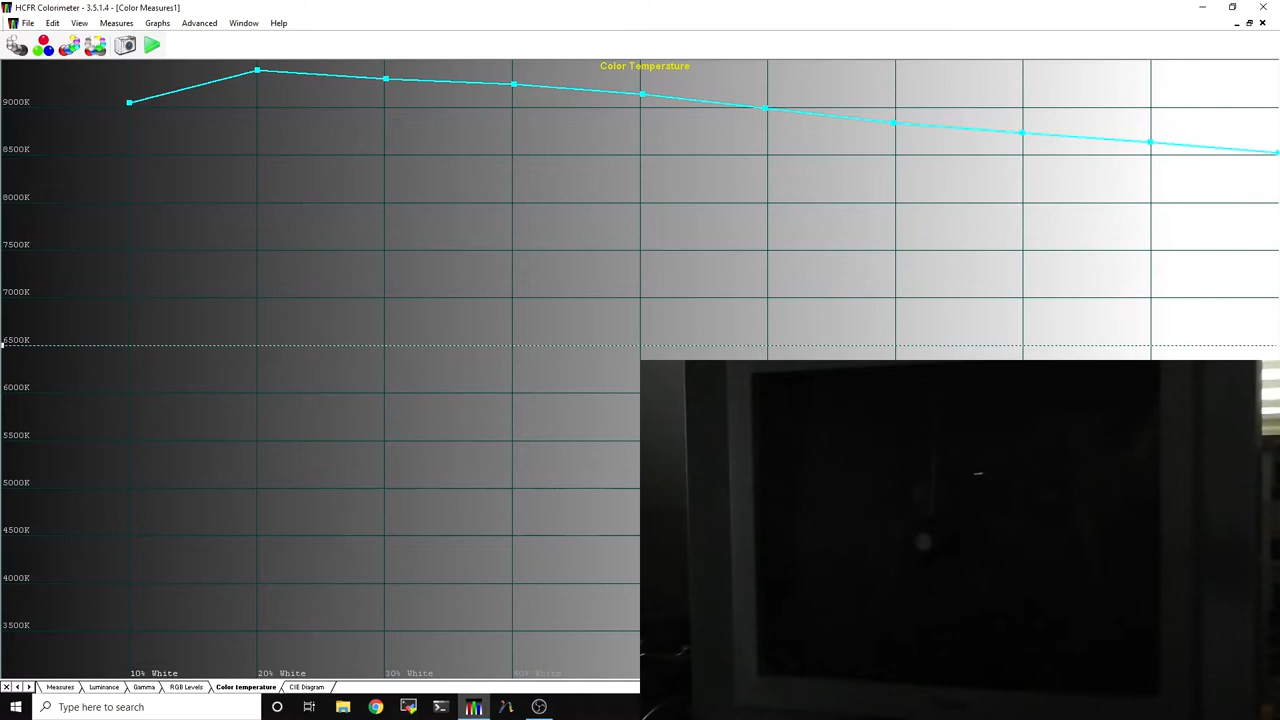 HCFR Colorimeter - 3.5.1.4 - [Color Measures1]
File Edit View Measures Graphs Advanced Window Help
Color Temperature
9000K
8500K
8000K
7500K
7000K
6500K
6000K
5500K
5000K
4500K
4000K
3500K
10% White 20% White 30% White 40% White
Measures Luminance Gamma RGB Levels Color temperature CIE Diagram
Type here to search